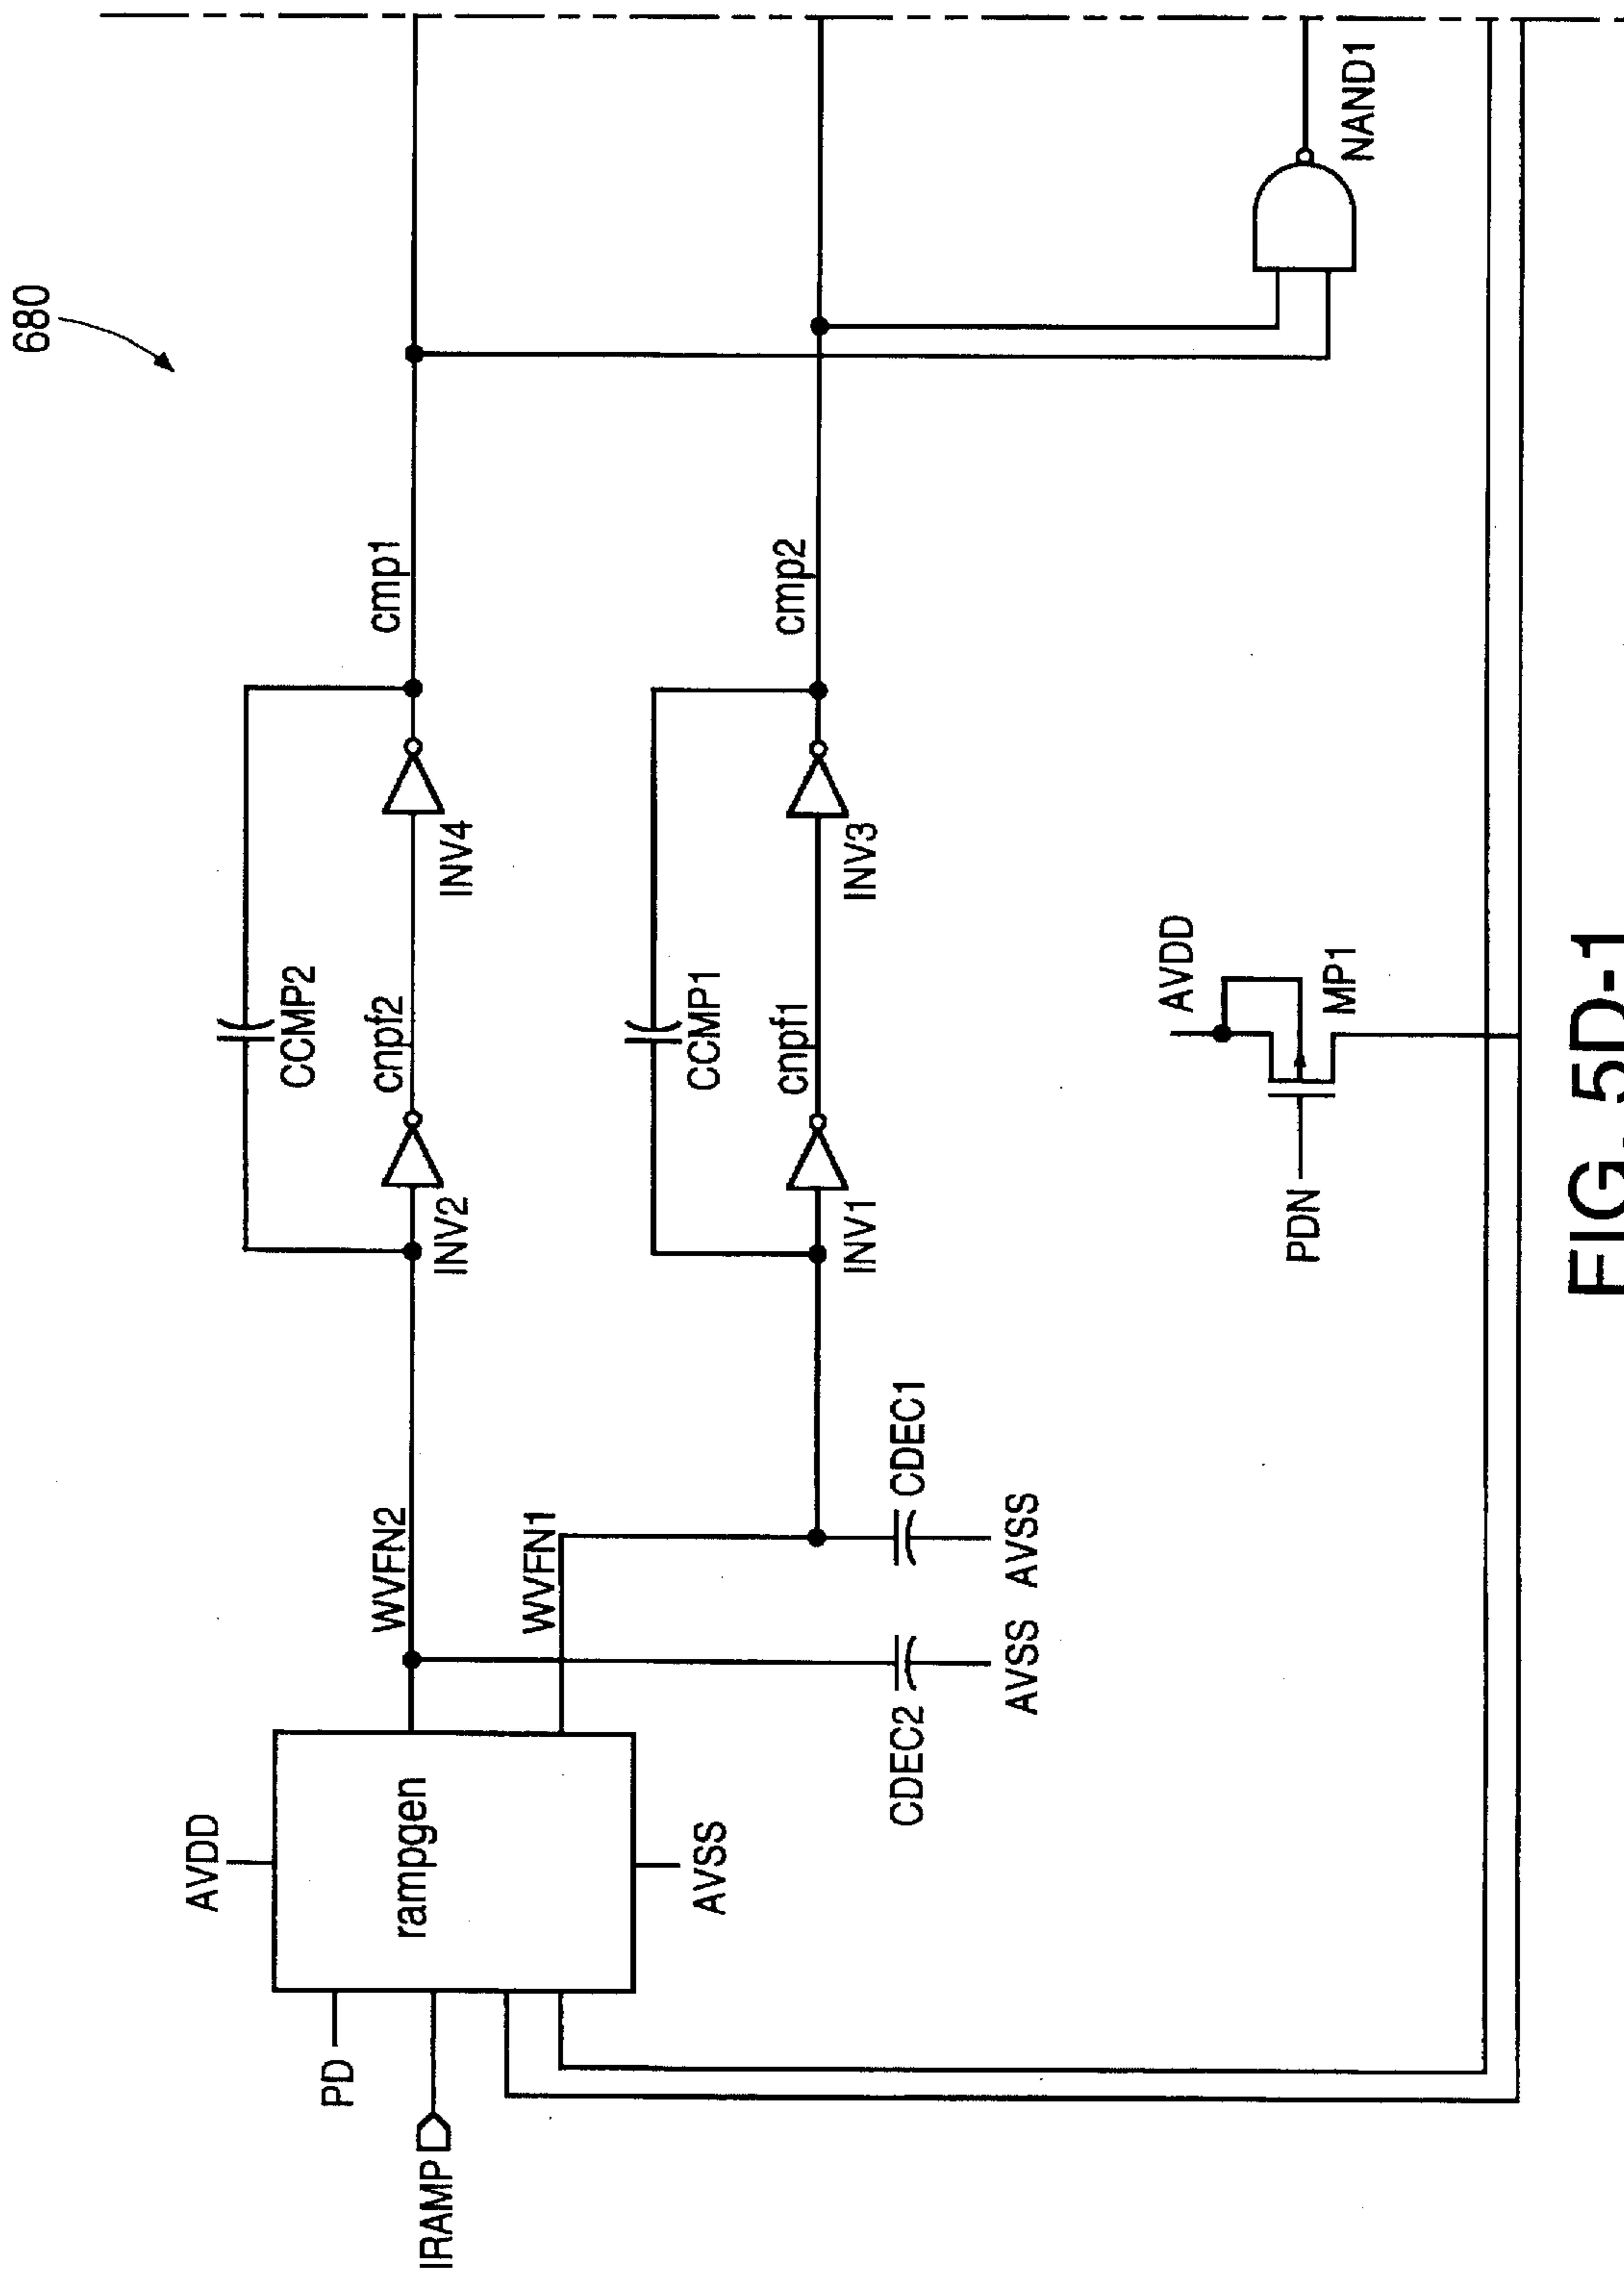 680
AVDD
PD
IRAMP
rampgen
AVSS
WVFN2
WVFN1
CCMP2
INV2
cnpf2
INV4
cmp1
CCMP1
INV1
cnpf1
INV3
cmp2
CDEC2
AVSS
CDEC1
AVSS
PDN
AVDD
MP1
NAND1
FIG. 5D-1